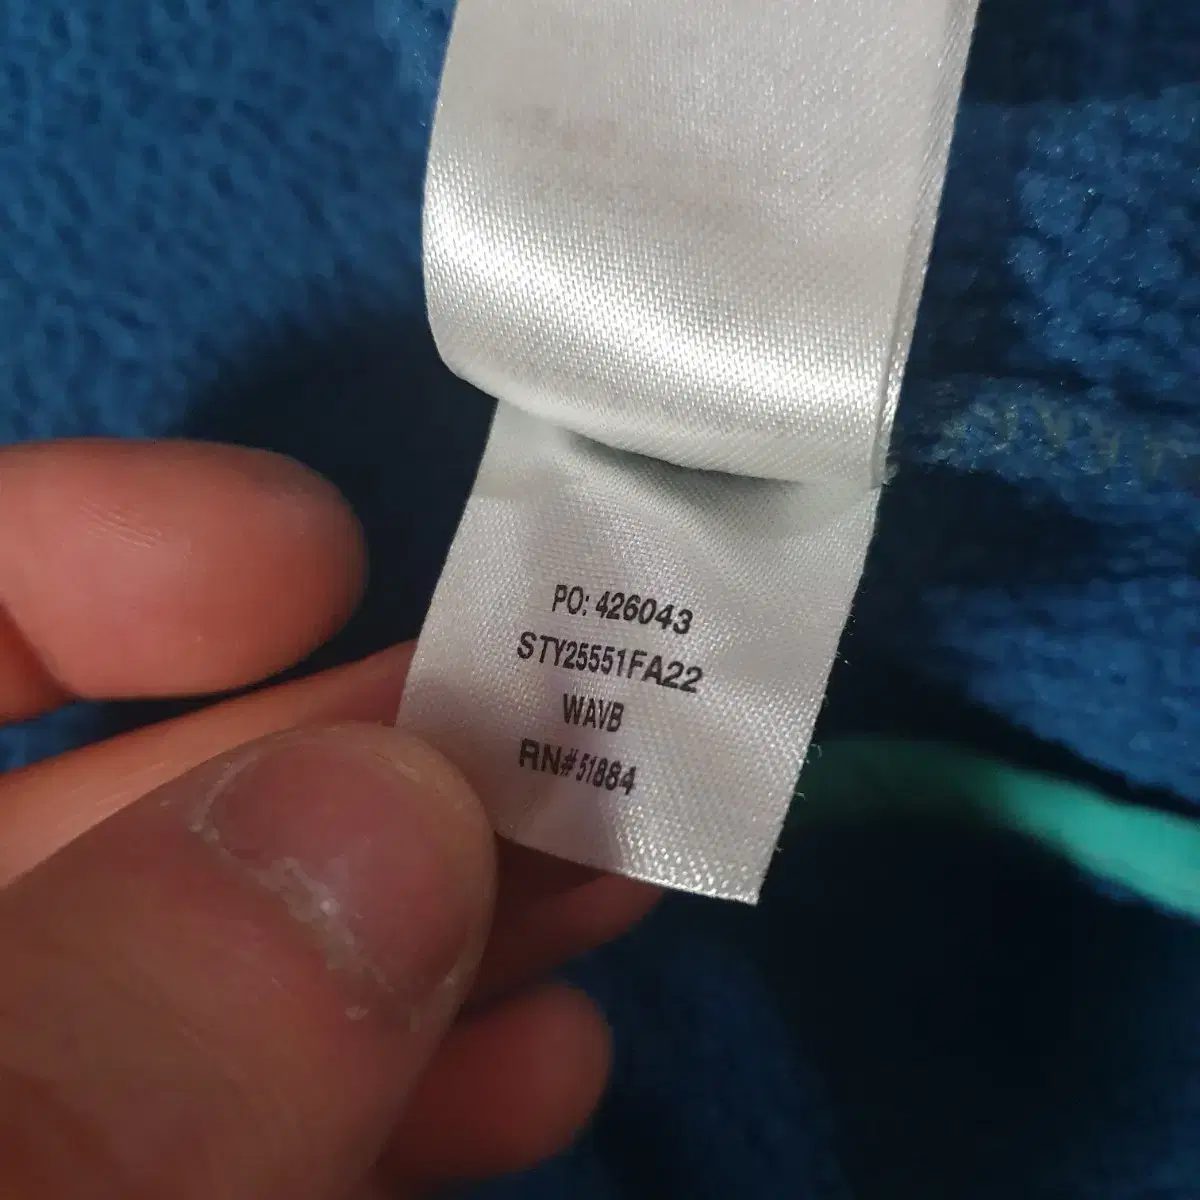 PO: 426043
STY25551FA22
WAVB
RN# 51884